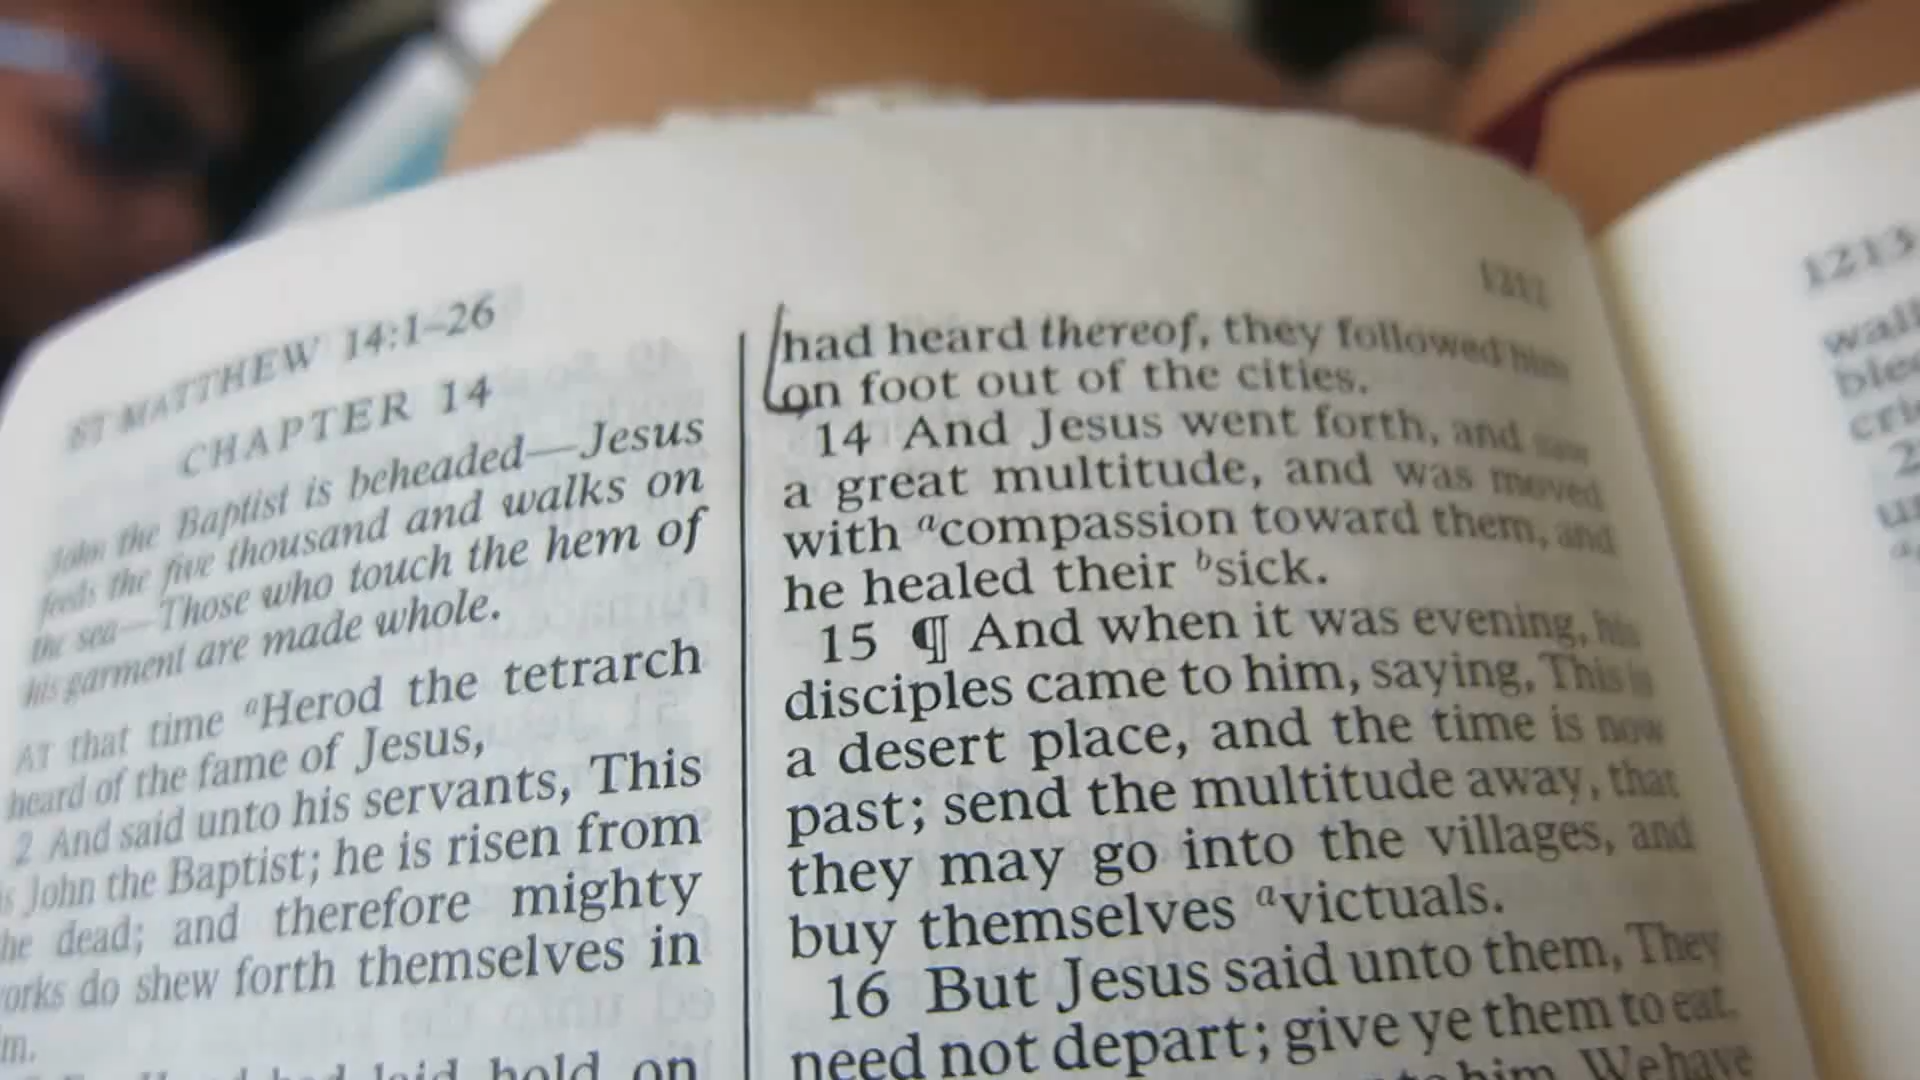 ST MATTHEW 14:1–26
CHAPTER 14
John the Baptist is beheaded—Jesus
feeds the five thousand and walks on
the sea—Those who touch the hem of
his garment are made whole.
AT that time aHerod the tetrarch
heard of the fame of Jesus,
2 And said unto his servants, This
is John the Baptist; he is risen from
he dead; and therefore mighty
orks do shew forth themselves in
m.
laid hold on
had heard thereof, they followed him
on foot out of the cities.
14 And Jesus went forth, and saw
a great multitude, and was moved
with acompassion toward them, and
he healed their bsick.
15 ¶ And when it was evening, his
disciples came to him, saying, This is
a desert place, and the time is now
past; send the multitude away, that
they may go into the villages, and
buy themselves avictuals.
16 But Jesus said unto them, They
need not depart; give ye them to eat.
him, We have
1213